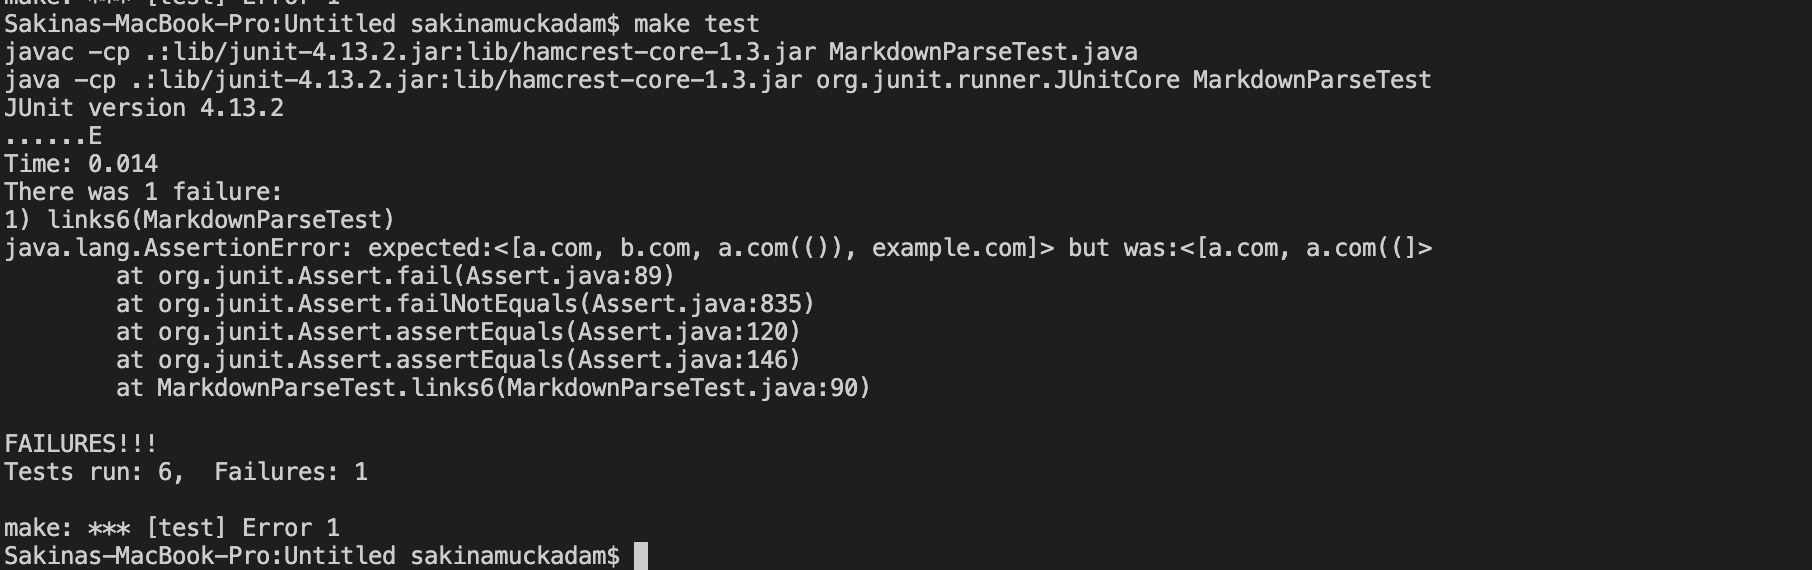 make: *** [test] Error 1
Sakinas-MacBook-Pro:Untitled sakinamuckadam$ make test
javac -cp .:lib/junit-4.13.2.jar:lib/hamcrest-core-1.3.jar MarkdownParseTest.java
java -cp .:lib/junit-4.13.2.jar:lib/hamcrest-core-1.3.jar org.junit.runner.JUnitCore MarkdownParseTest
JUnit version 4.13.2
......E
Time: 0.014
There was 1 failure:
1) links6(MarkdownParseTest)
java.lang.AssertionError: expected:<[a.com, b.com, a.com(()), example.com]> but was:<[a.com, a.com((]>
        at org.junit.Assert.fail(Assert.java:89)
        at org.junit.Assert.failNotEquals(Assert.java:835)
        at org.junit.Assert.assertEquals(Assert.java:120)
        at org.junit.Assert.assertEquals(Assert.java:146)
        at MarkdownParseTest.links6(MarkdownParseTest.java:90)
FAILURES!!!
Tests run: 6,  Failures: 1
make: *** [test] Error 1
Sakinas-MacBook-Pro:Untitled sakinamuckadam$